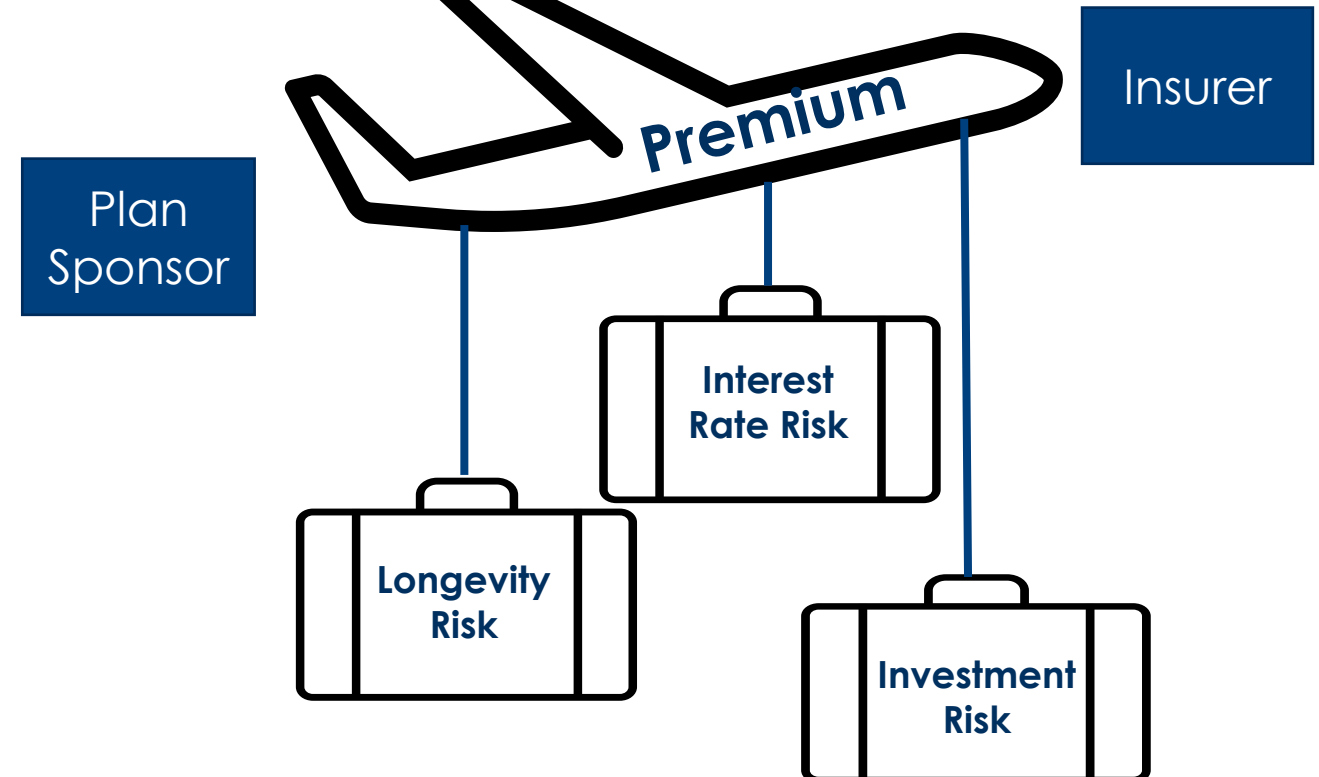 Insurer
Premium
Plan
Sponsor
Interest
Rate Risk
Longevity
Risk
Investment
Risk